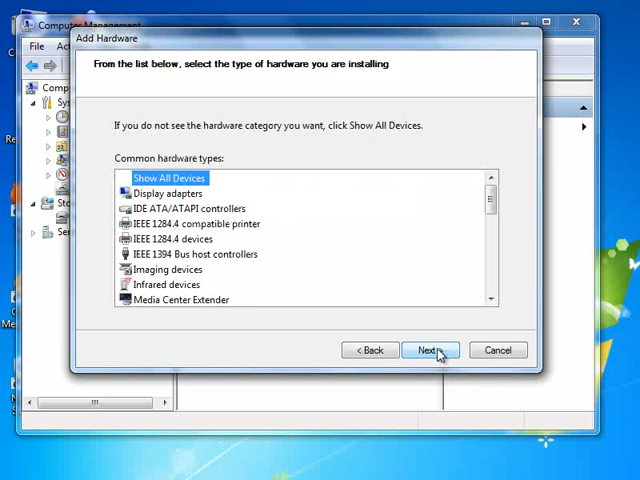 Computer Management
Add Hardware
File
From the list below, select the type of hardware you are installing
If you do not see the hardware category you want, click Show All Devices.
Common hardware types:
Show All Devices
Display adapters
IDE ATA/ATAPI controllers
IEEE 1284.4 compatible printer
IEEE 1284.4 devices
IEEE 1394 Bus host controllers
Imaging devices
Infrared devices
Media Center Extender
< Back
Next
Cancel